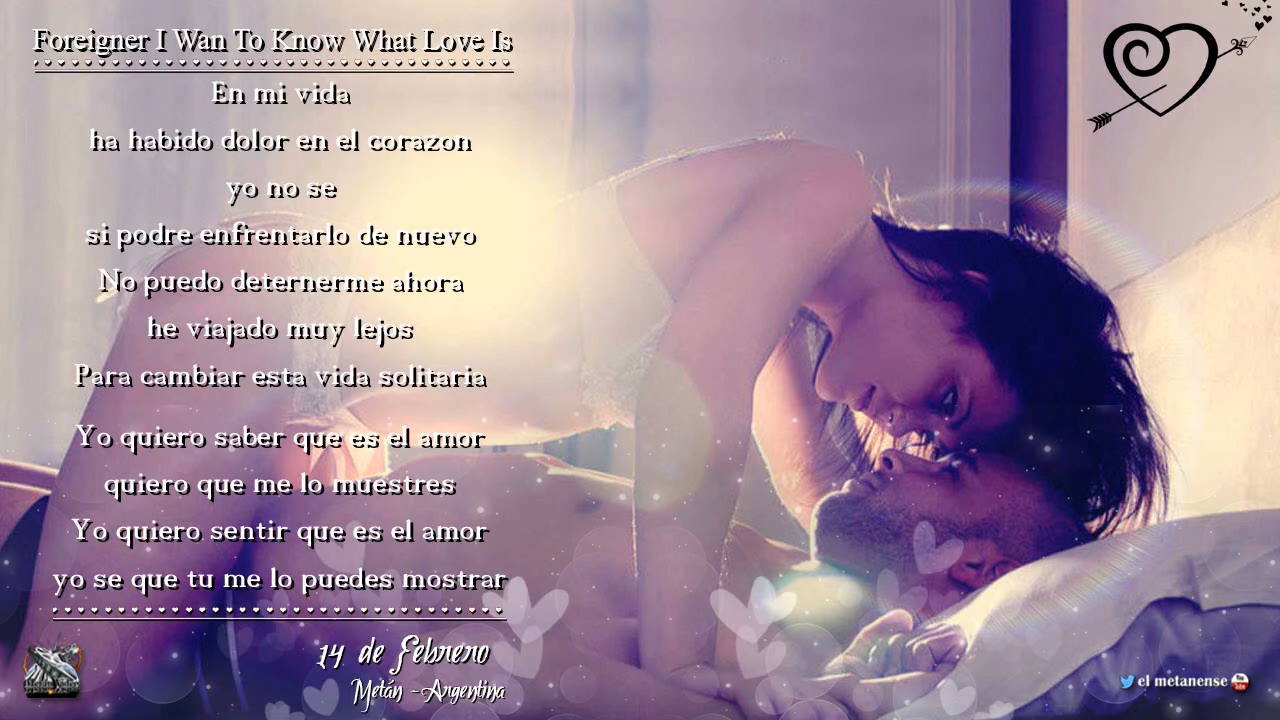 Foreigner I Wan To Know What Love Is
En mi vida
ha habido dolor en el corazon
yo no se
si podre enfrentarlo de nuevo
No puedo deternerme ahora
he viajado muy lejos
Para cambiar esta vida solitaria
Yo quiero saber que es el amor
quiero que me lo muestres
Yo quiero sentir que es el amor
yo se que tu me lo puedes mostrar
14 de Febrero
Metán -Argentina
el metanense